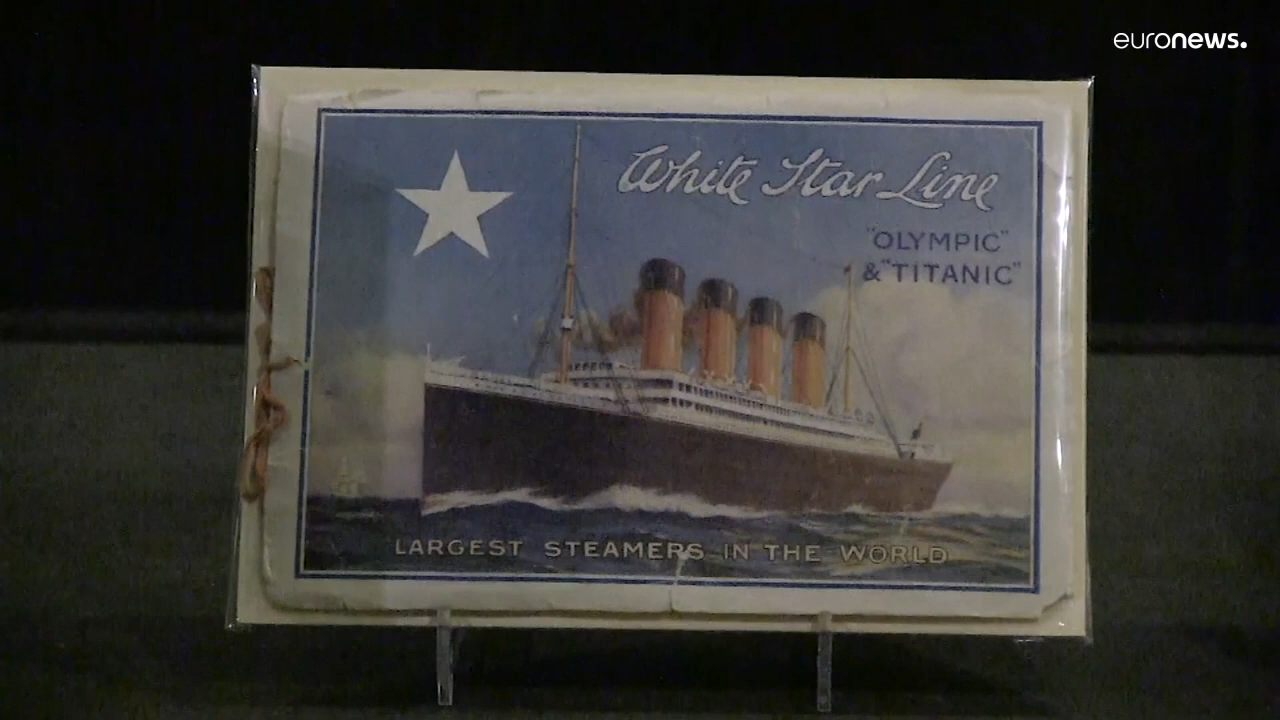 euronews.
White Star Line
"OLYMPIC"
& "TITANIC"
LARGEST STEAMERS IN THE WORLD